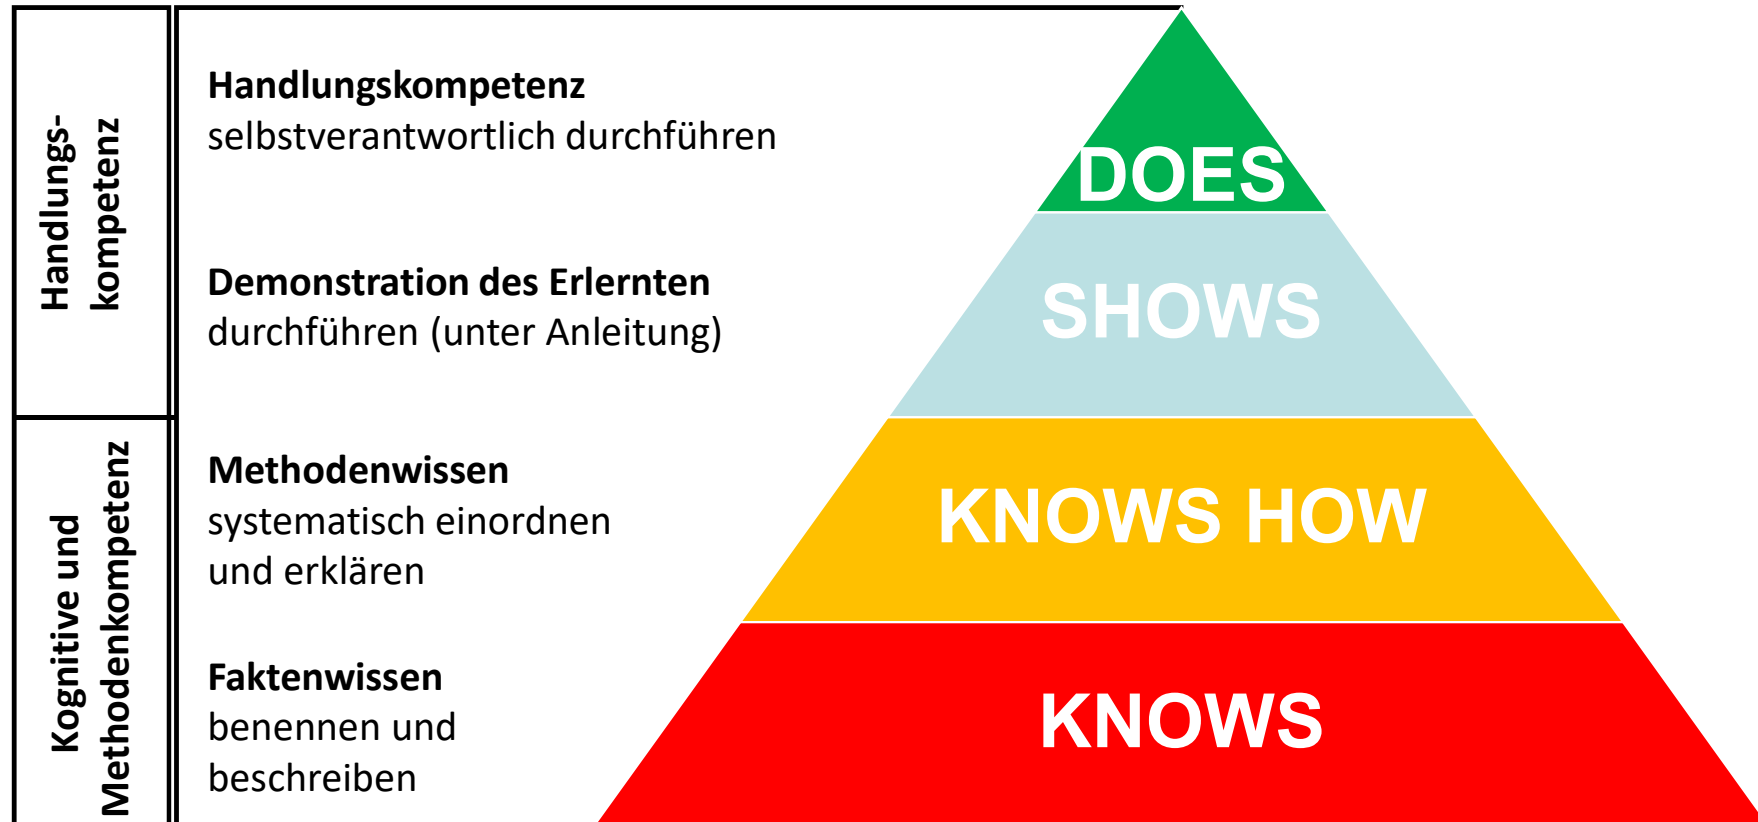 Handlungs-
kompetenz
Handlungskompetenz
selbstverantwortlich durchführen
DOES
Demonstration des Erlernten
durchführen (unter Anleitung)
SHOWS
Kognitive und
Methodenkompetenz
Methodenwissen
systematisch einordnen
und erklären
KNOWS HOW
Faktenwissen
benennen und
beschreiben
KNOWS